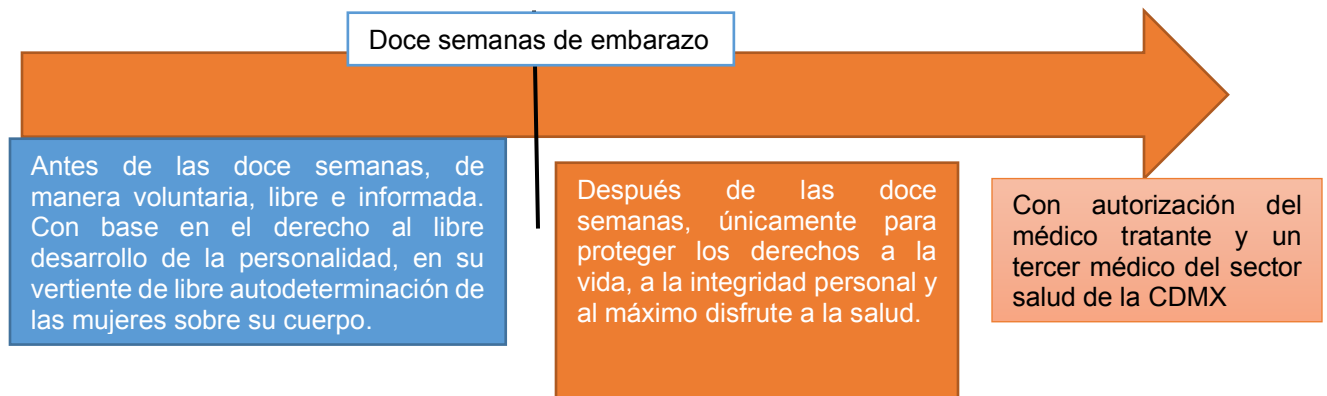 Doce semanas de embarazo
Antes de las doce semanas, de
manera voluntaria, libre e informada.
Con base en el derecho al libre
desarrollo de la personalidad, en su
vertiente de libre autodeterminación de
las mujeres sobre su cuerpo.
Después de las doce
semanas, únicamente para
proteger los derechos a la
vida, a la integridad personal y
al máximo disfrute a la salud.
Con autorización del
médico tratante y un
tercer médico del sector
salud de la CDMX